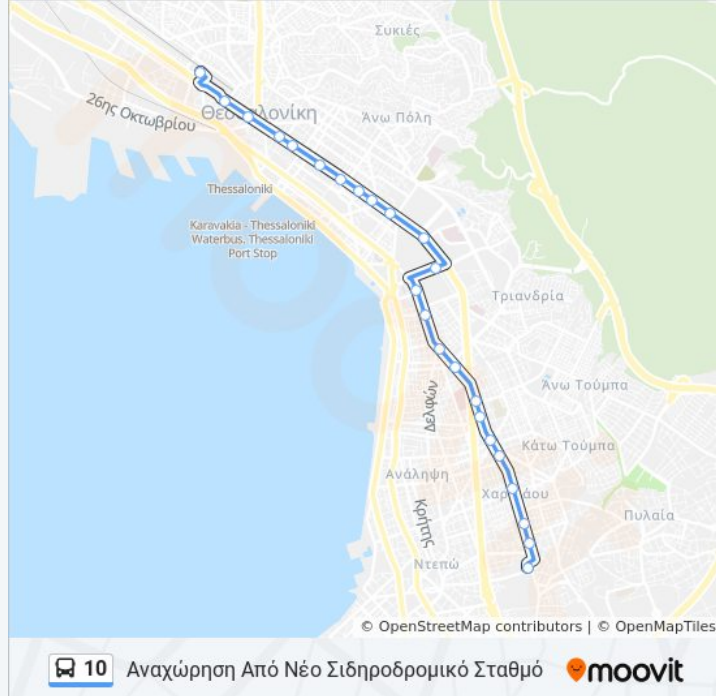 Συκιές
26ης Οκτωβρίου
Θεσσαλονίκη
Άνω Πόλη
Thessaloniki
Karavakia - Thessaloniki
Waterbus. Thessaloniki
Port Stop
Τριανδρία
Άνω Τούμπα
Δελφών
Κάτω Τούμπα
Ανάληψη
Χαριλάου
Κρήτης
Πυλαία
Ντεπώ
© OpenStreetMap contributors | © OpenMapTiles
10 Αναχώρηση Από Νέο Σιδηροδρομικό Σταθμό moovit